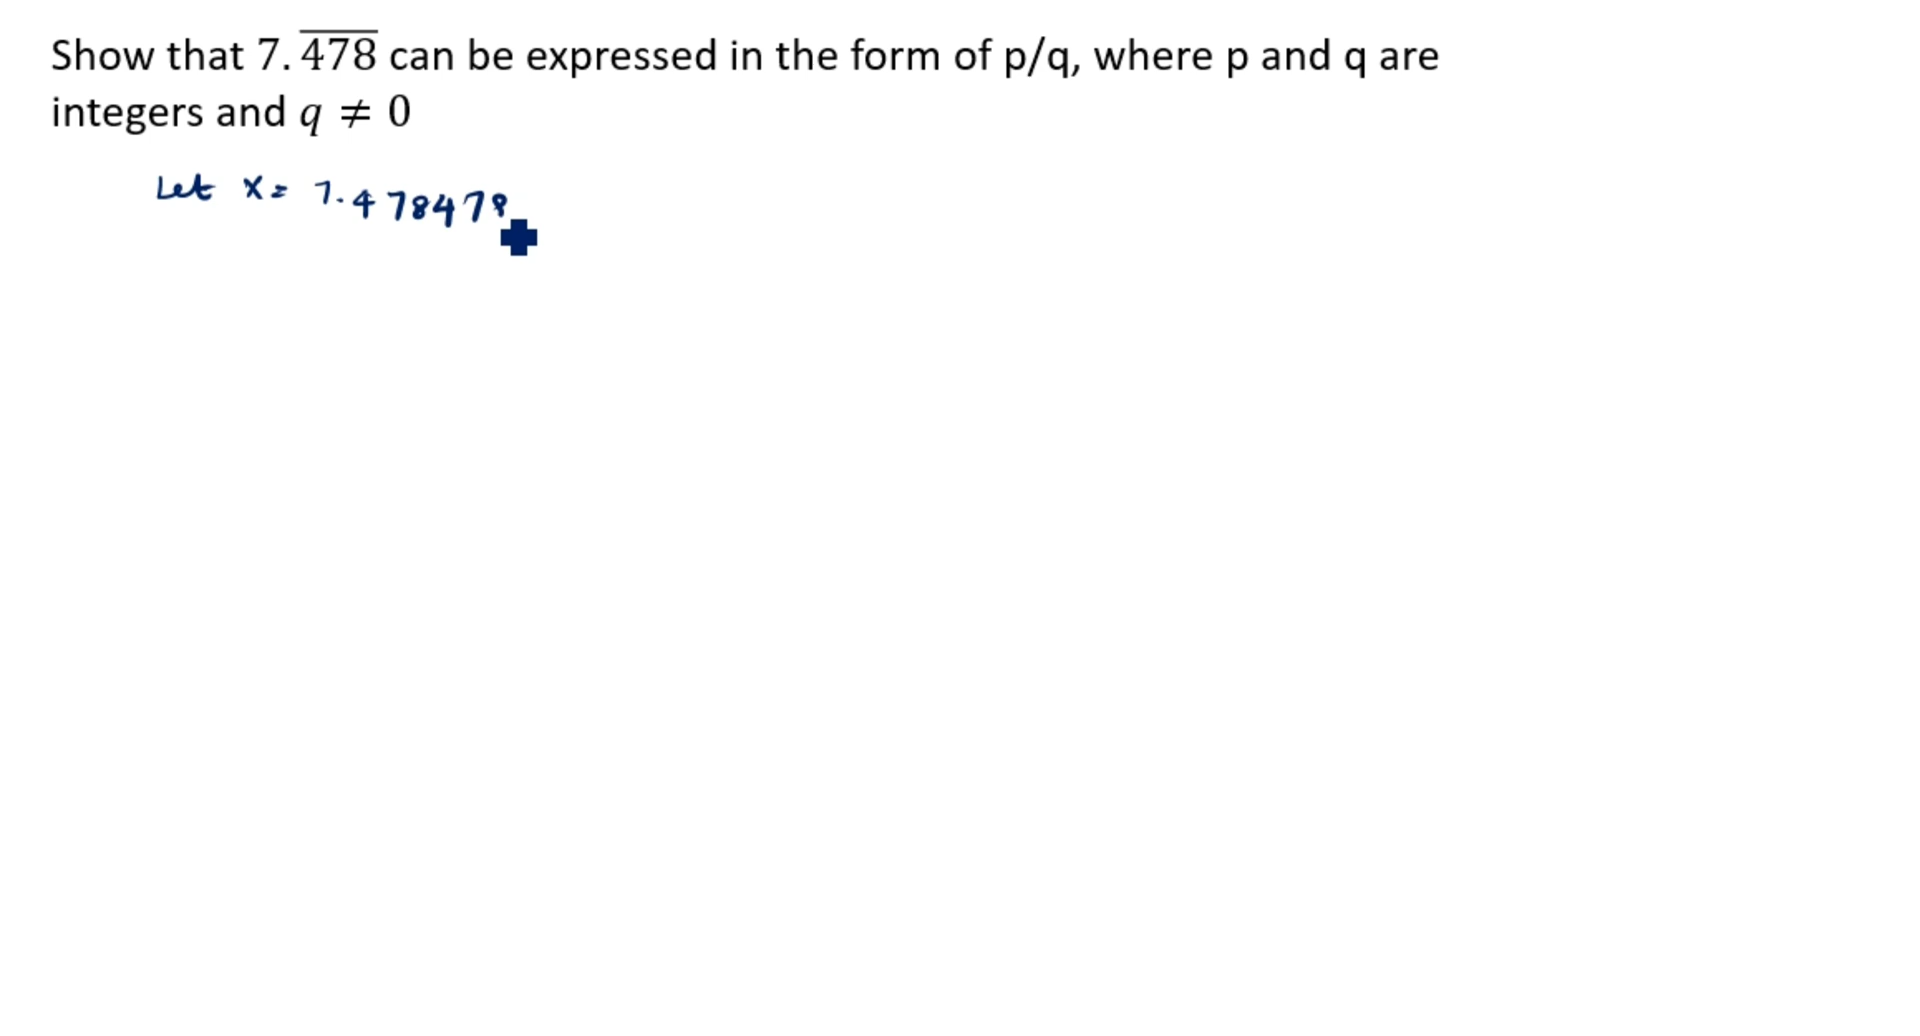 Show that 7.\overline{478} can be expressed in the form of p/q, where p and q are
integers and q ≠ 0
Let x = 7.478478